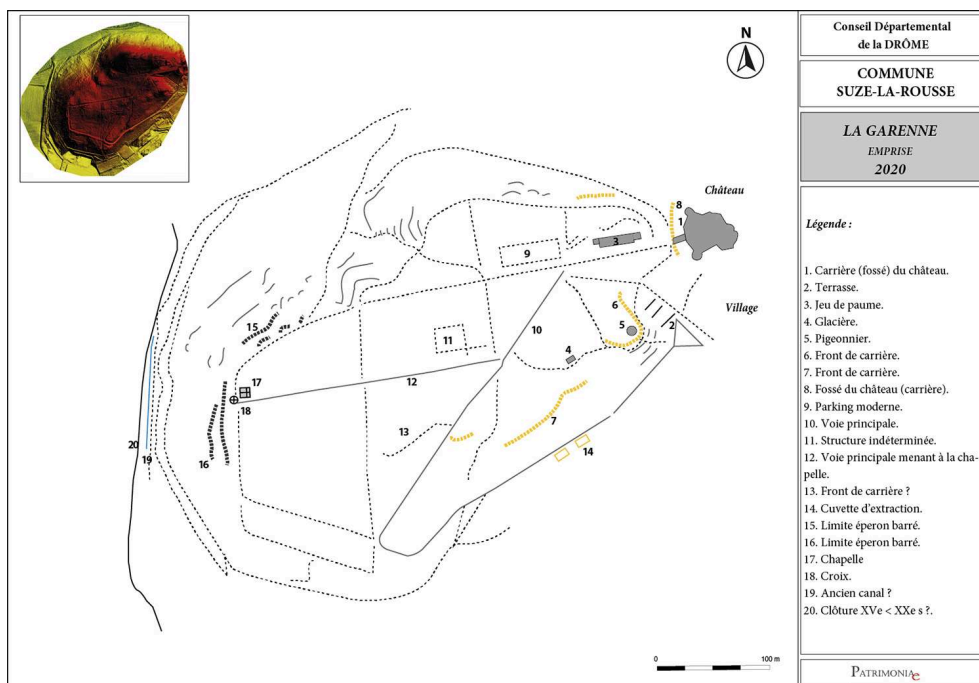 N
Château
8
1
3
9
Village
6
2
5
10
15
11
4
17
12
18
7
13
20
19
16
14
0
100 m
Conseil Départemental
de la DRÔME
COMMUNE
SUZE-LA-ROUSSE
LA GARENNE
EMPRISE
2020
Légende :
1. Carrière (fossé) du château.
2. Terrasse.
3. Jeu de paume.
4. Glacière.
5. Pigeonnier.
6. Front de carrière.
7. Front de carrière.
8. Fossé du château (carrière).
9. Parking moderne.
10. Voie principale.
11. Structure indéterminée.
12. Voie principale menant à la cha-
pelle.
13. Front de carrière ?
14. Cuvette d'extraction.
15. Limite éperon barré.
16. Limite éperon barré.
17. Chapelle
18. Croix.
19. Ancien canal ?
20. Clôture XVe < XXe s ?.
PATRIMONIAe